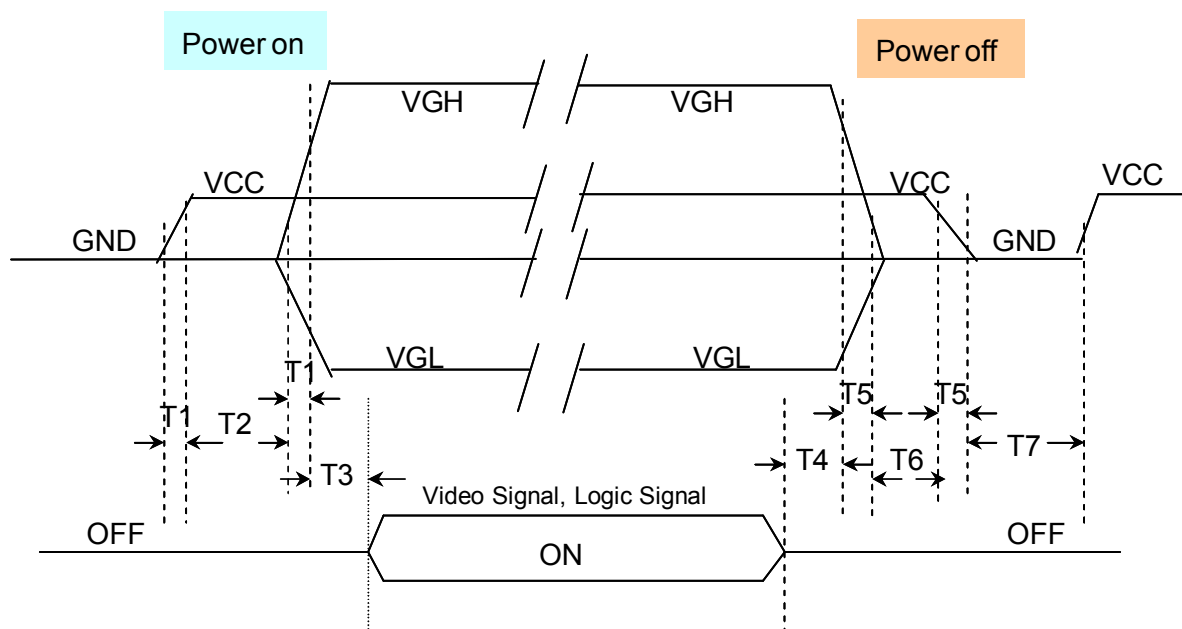 Power on
Power off
VGH
VGH
VCC
VCC
VCC
GND
GND
VGL
VGL
T1
T1
T2
T3
T5
T5
T4
T6
T7
Video Signal, Logic Signal
OFF
ON
OFF